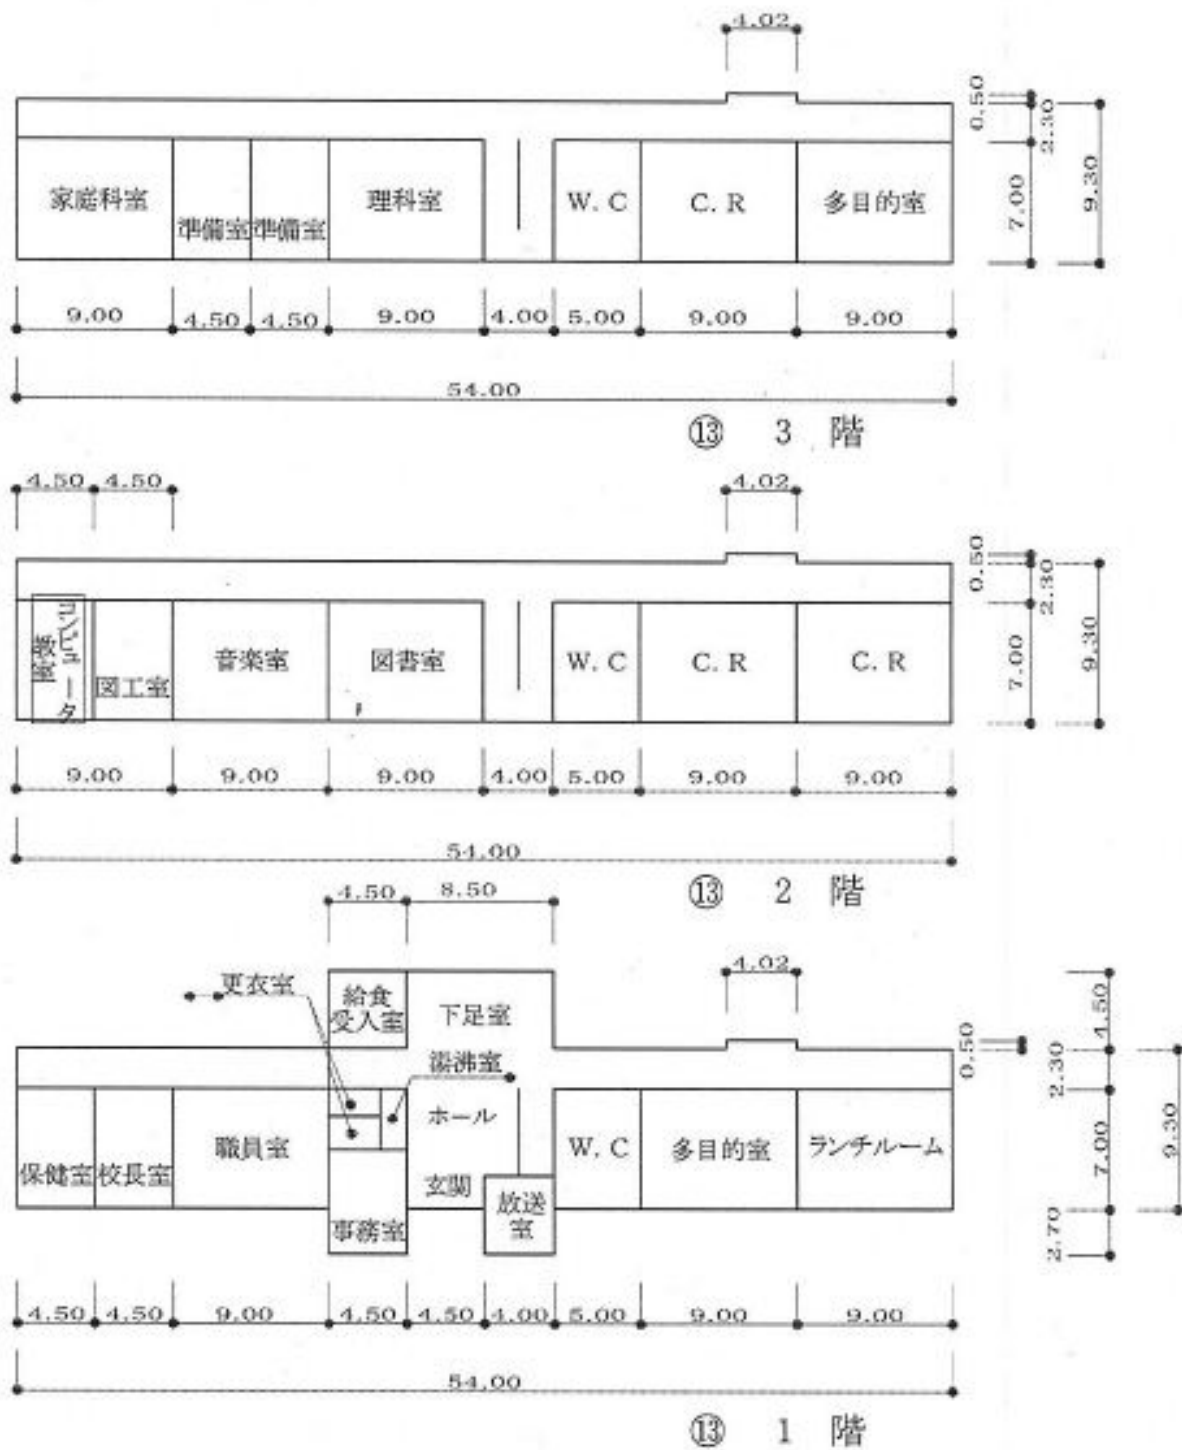 4.02
0.50
2.30
7.00
9.30
家庭科室
準備室
準備室
理科室
W.C
C.R
多目的室
9.00
4.50
4.50
9.00
4.00
5.00
9.00
9.00
54.00
⑬ 3 階
4.50
4.50
4.02
0.50
2.30
7.00
9.30
図工室
音楽室
図書室
W.C
C.R
C.R
9.00
9.00
9.00
4.00
5.00
9.00
9.00
54.00
⑬ 2 階
4.50
8.50
4.02
更衣室
給食
受入室
下足室
湯沸室
4.50
0.50
2.30
7.00
9.30
2.70
保健室
校長室
職員室
ホール
玄関
事務室
放送
室
W.C
多目的室
ランチルーム
4.50
4.50
9.00
4.50
4.50
4.00
5.00
9.00
9.00
54.00
⑬ 1 階